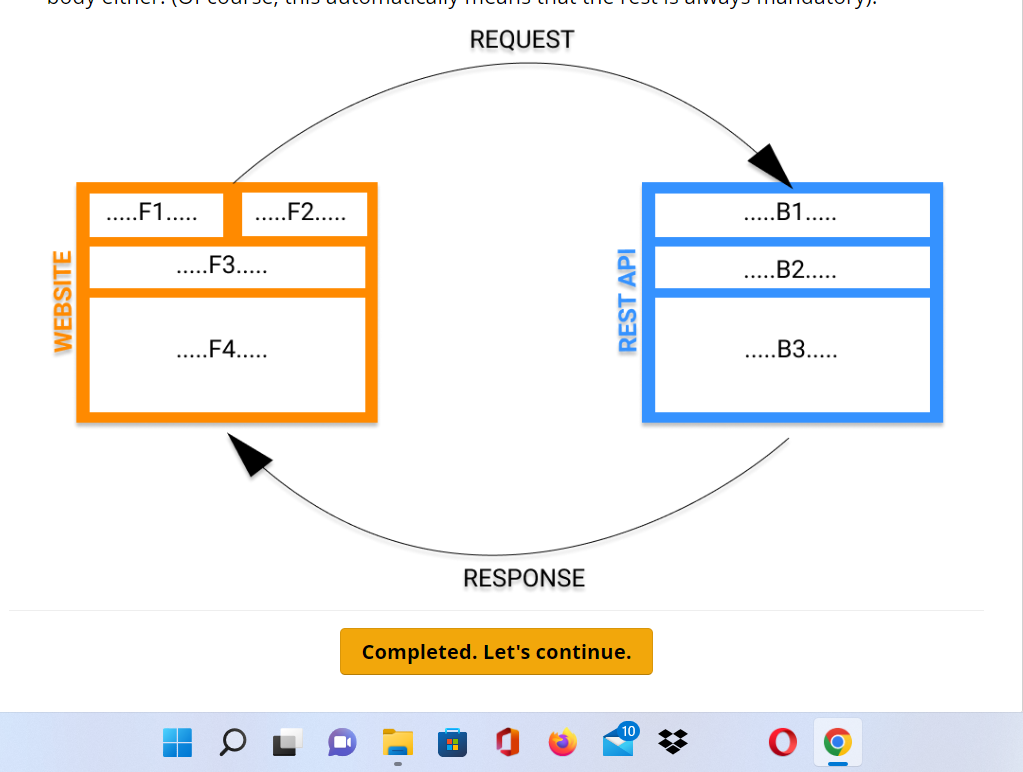 body either. (Of course, this automatically means that the rest is always mandatory).
REQUEST
WEBSITE
.....F1.....
.....F2.....
.....F3.....
.....F4.....
REST API
.....B1.....
.....B2.....
.....B3.....
RESPONSE
Completed. Let's continue.
10